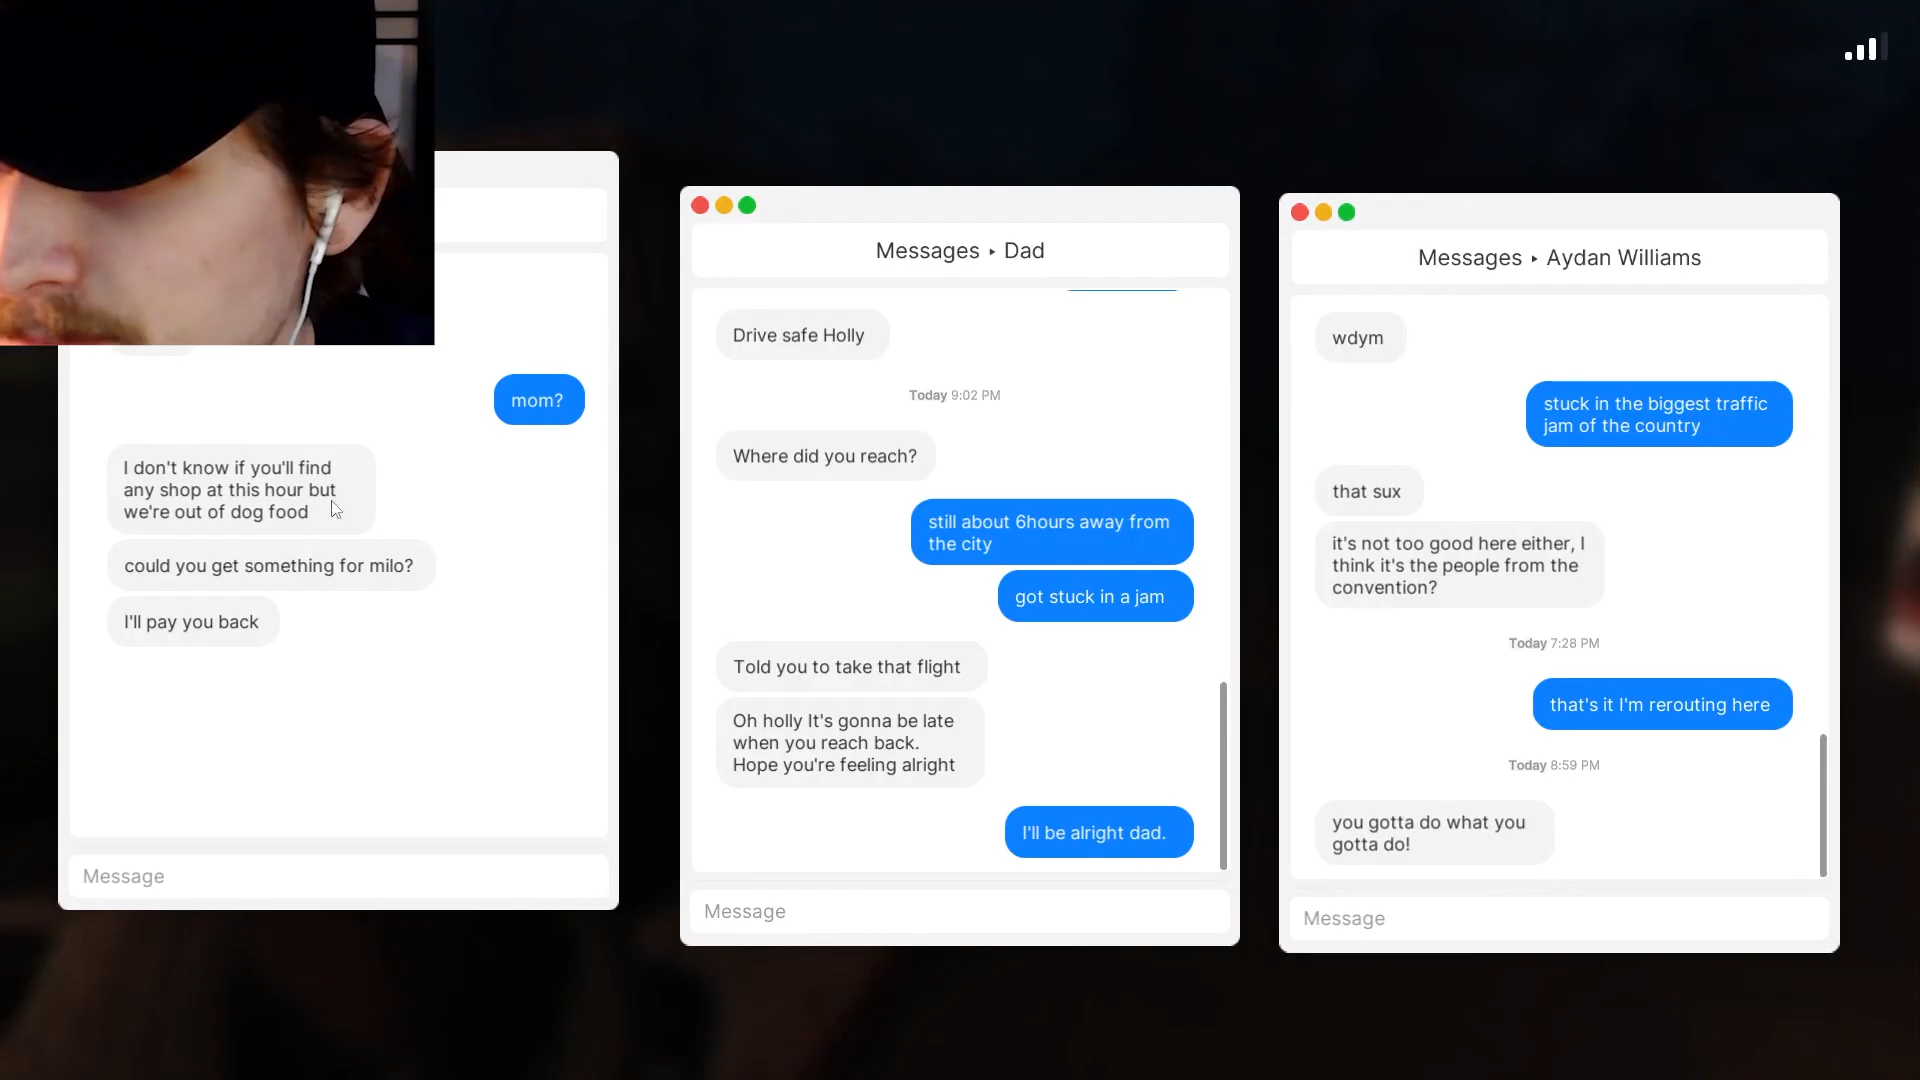 mom?
I don't know if you'll find
any shop at this hour but
we're out of dog food
could you get something for milo?
I'll pay you back
Message
Messages ▸ Dad
Drive safe Holly
Today 9:02 PM
Where did you reach?
still about 6hours away from
the city
got stuck in a jam
Told you to take that flight
Oh holly It's gonna be late
when you reach back.
Hope you're feeling alright
I'll be alright dad.
Message
Messages ▸ Aydan Williams
wdym
stuck in the biggest traffic
jam of the country
that sux
it's not too good here either, I
think it's the people from the
convention?
Today 7:28 PM
that's it I'm rerouting here
Today 8:59 PM
you gotta do what you
gotta do!
Message